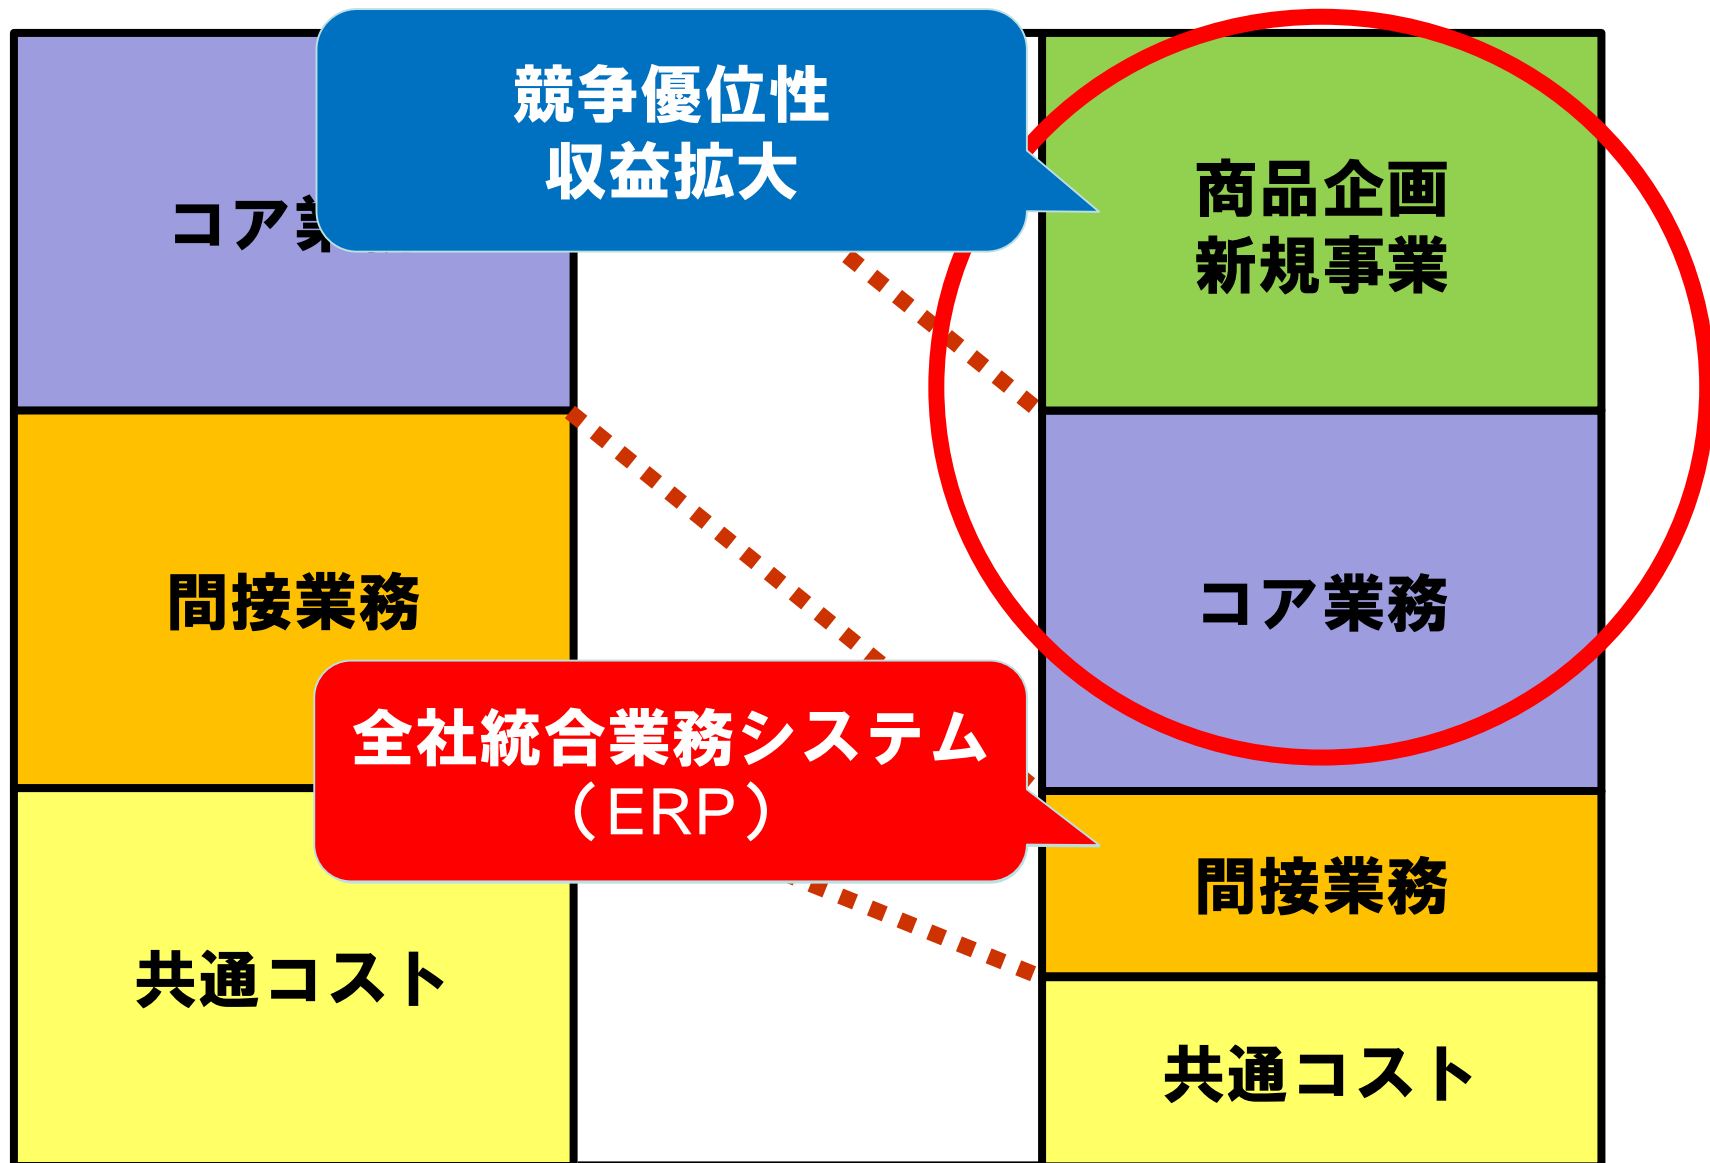 競争優位性
収益拡大
商品企画
新規事業
コア業
間接業務
コア業務
全社統合業務システム
（ERP）
間接業務
共通コスト
共通コスト